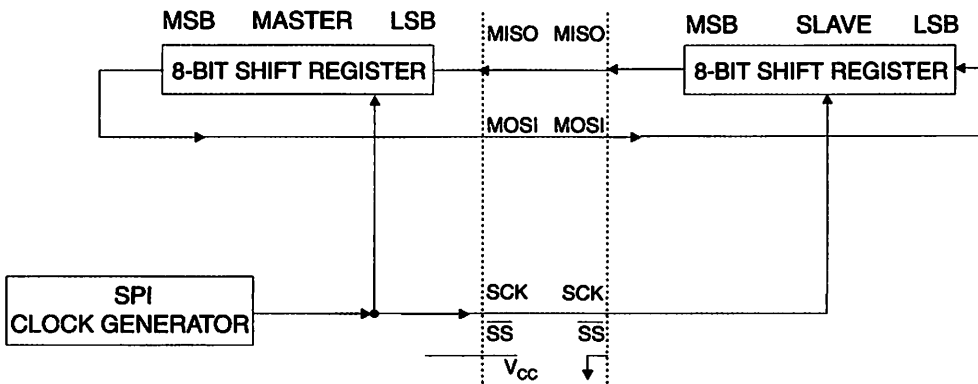 MSB MASTER LSB
MISO MISO
MSB SLAVE LSB
8-BIT SHIFT REGISTER
8-BIT SHIFT REGISTER
MOSI MOSI
SPI
CLOCK GENERATOR
SCK SCK
SS SS
VCC